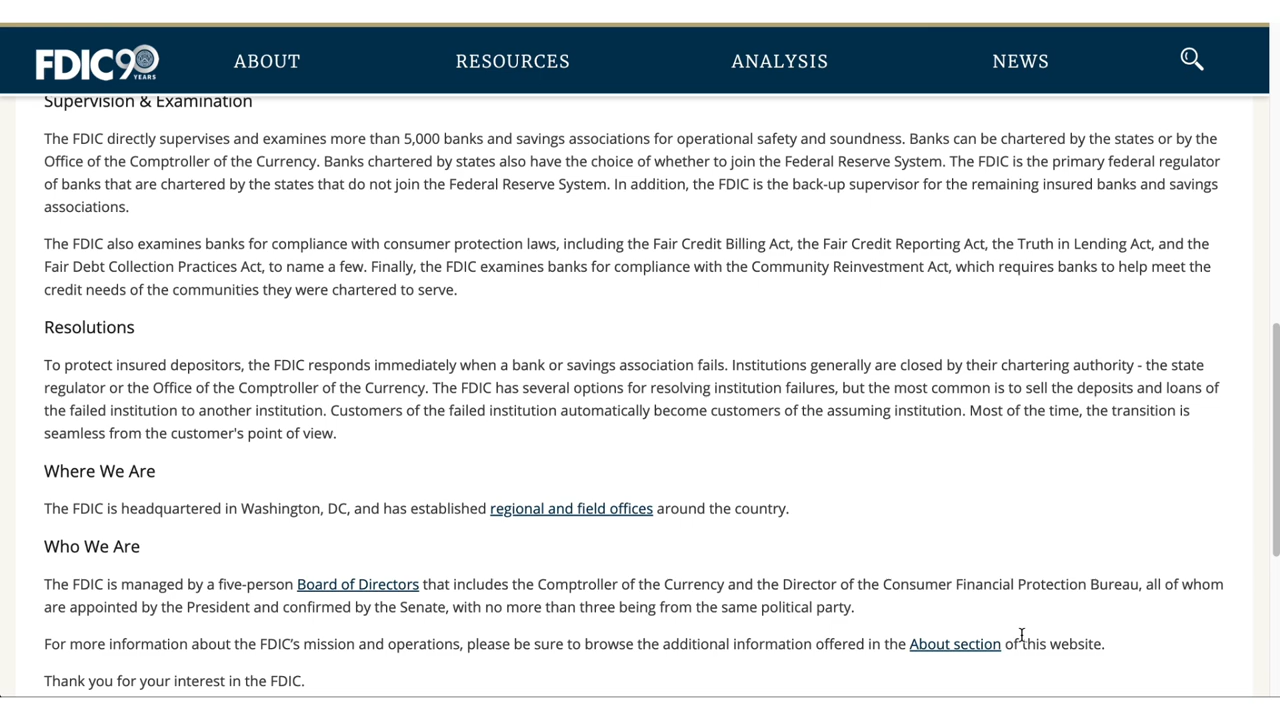 FDIC 90 YEARS
ABOUT
RESOURCES
ANALYSIS
NEWS
Supervision & Examination
The FDIC directly supervises and examines more than 5,000 banks and savings associations for operational safety and soundness. Banks can be chartered by the states or by the
Office of the Comptroller of the Currency. Banks chartered by states also have the choice of whether to join the Federal Reserve System. The FDIC is the primary federal regulator
of banks that are chartered by the states that do not join the Federal Reserve System. In addition, the FDIC is the back-up supervisor for the remaining insured banks and savings
associations.
The FDIC also examines banks for compliance with consumer protection laws, including the Fair Credit Billing Act, the Fair Credit Reporting Act, the Truth in Lending Act, and the
Fair Debt Collection Practices Act, to name a few. Finally, the FDIC examines banks for compliance with the Community Reinvestment Act, which requires banks to help meet the
credit needs of the communities they were chartered to serve.
Resolutions
To protect insured depositors, the FDIC responds immediately when a bank or savings association fails. Institutions generally are closed by their chartering authority - the state
regulator or the Office of the Comptroller of the Currency. The FDIC has several options for resolving institution failures, but the most common is to sell the deposits and loans of
the failed institution to another institution. Customers of the failed institution automatically become customers of the assuming institution. Most of the time, the transition is
seamless from the customer's point of view.
Where We Are
The FDIC is headquartered in Washington, DC, and has established regional and field offices around the country.
Who We Are
The FDIC is managed by a five-person Board of Directors that includes the Comptroller of the Currency and the Director of the Consumer Financial Protection Bureau, all of whom
are appointed by the President and confirmed by the Senate, with no more than three being from the same political party.
For more information about the FDIC’s mission and operations, please be sure to browse the additional information offered in the About section of this website.
Thank you for your interest in the FDIC.